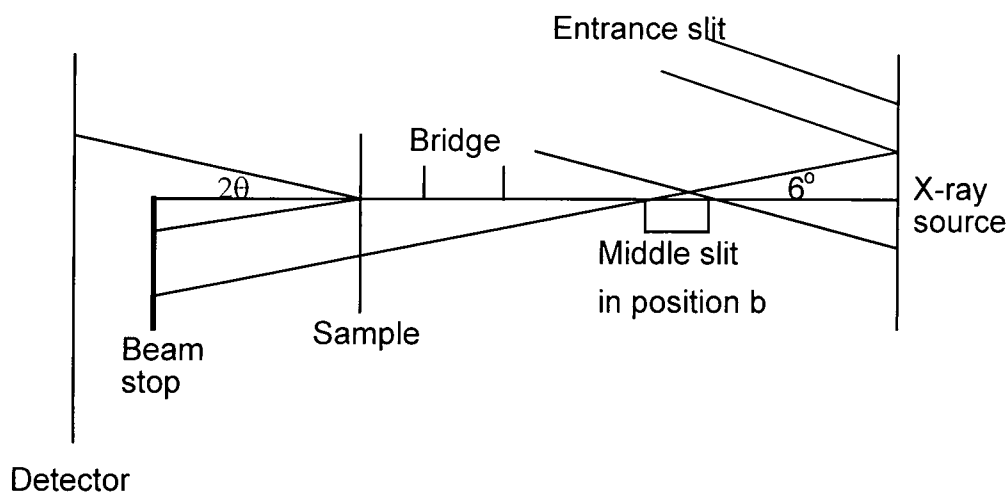 Entrance slit
Bridge
2θ
6°
X-ray
source
Middle slit
in position b
Sample
Beam
stop
Detector